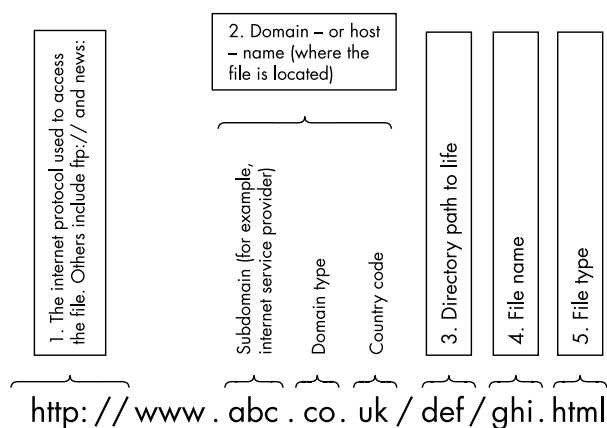 1. The internet protocol used to access
the file. Others include ftp:// and news:
2. Domain – or host
– name (where the
file is located)
Subdomain (for example,
internet service provider)
Domain type
Country code
3. Directory path to life
4. File name
5. File type
http://www.abc.co.uk/def/ghi.html